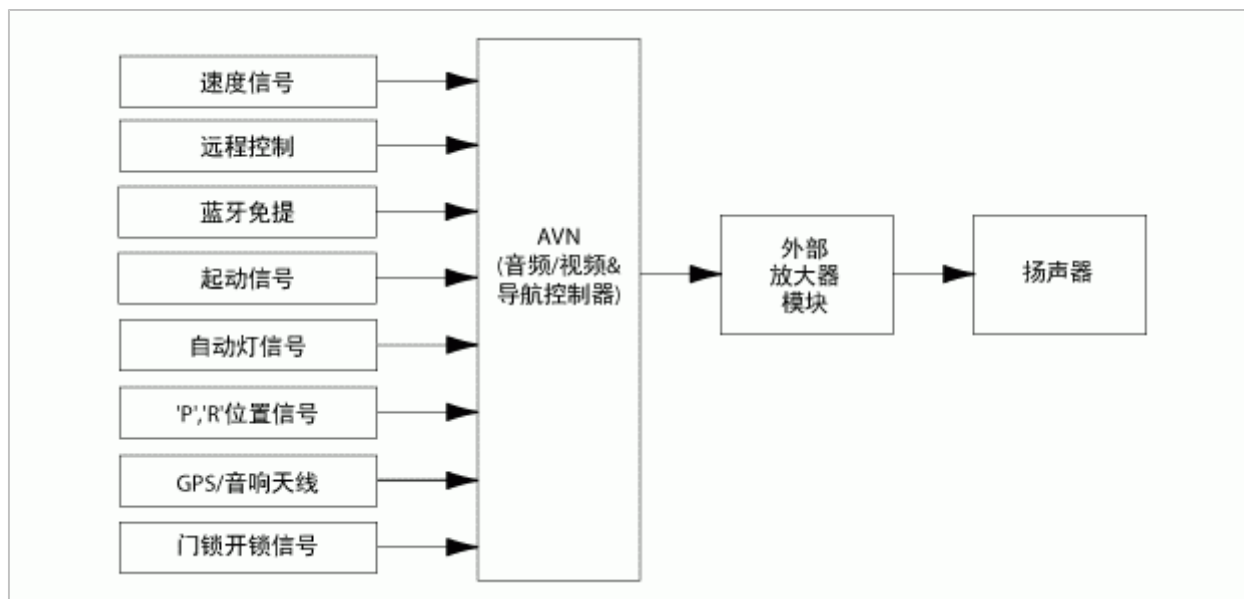 速度信号
远程控制
蓝牙免提
起动信号
自动灯信号
'P','R'位置信号
GPS/音响天线
门锁开锁信号
AVN
(音频/视频&
导航控制器)
外部
放大器
模块
扬声器